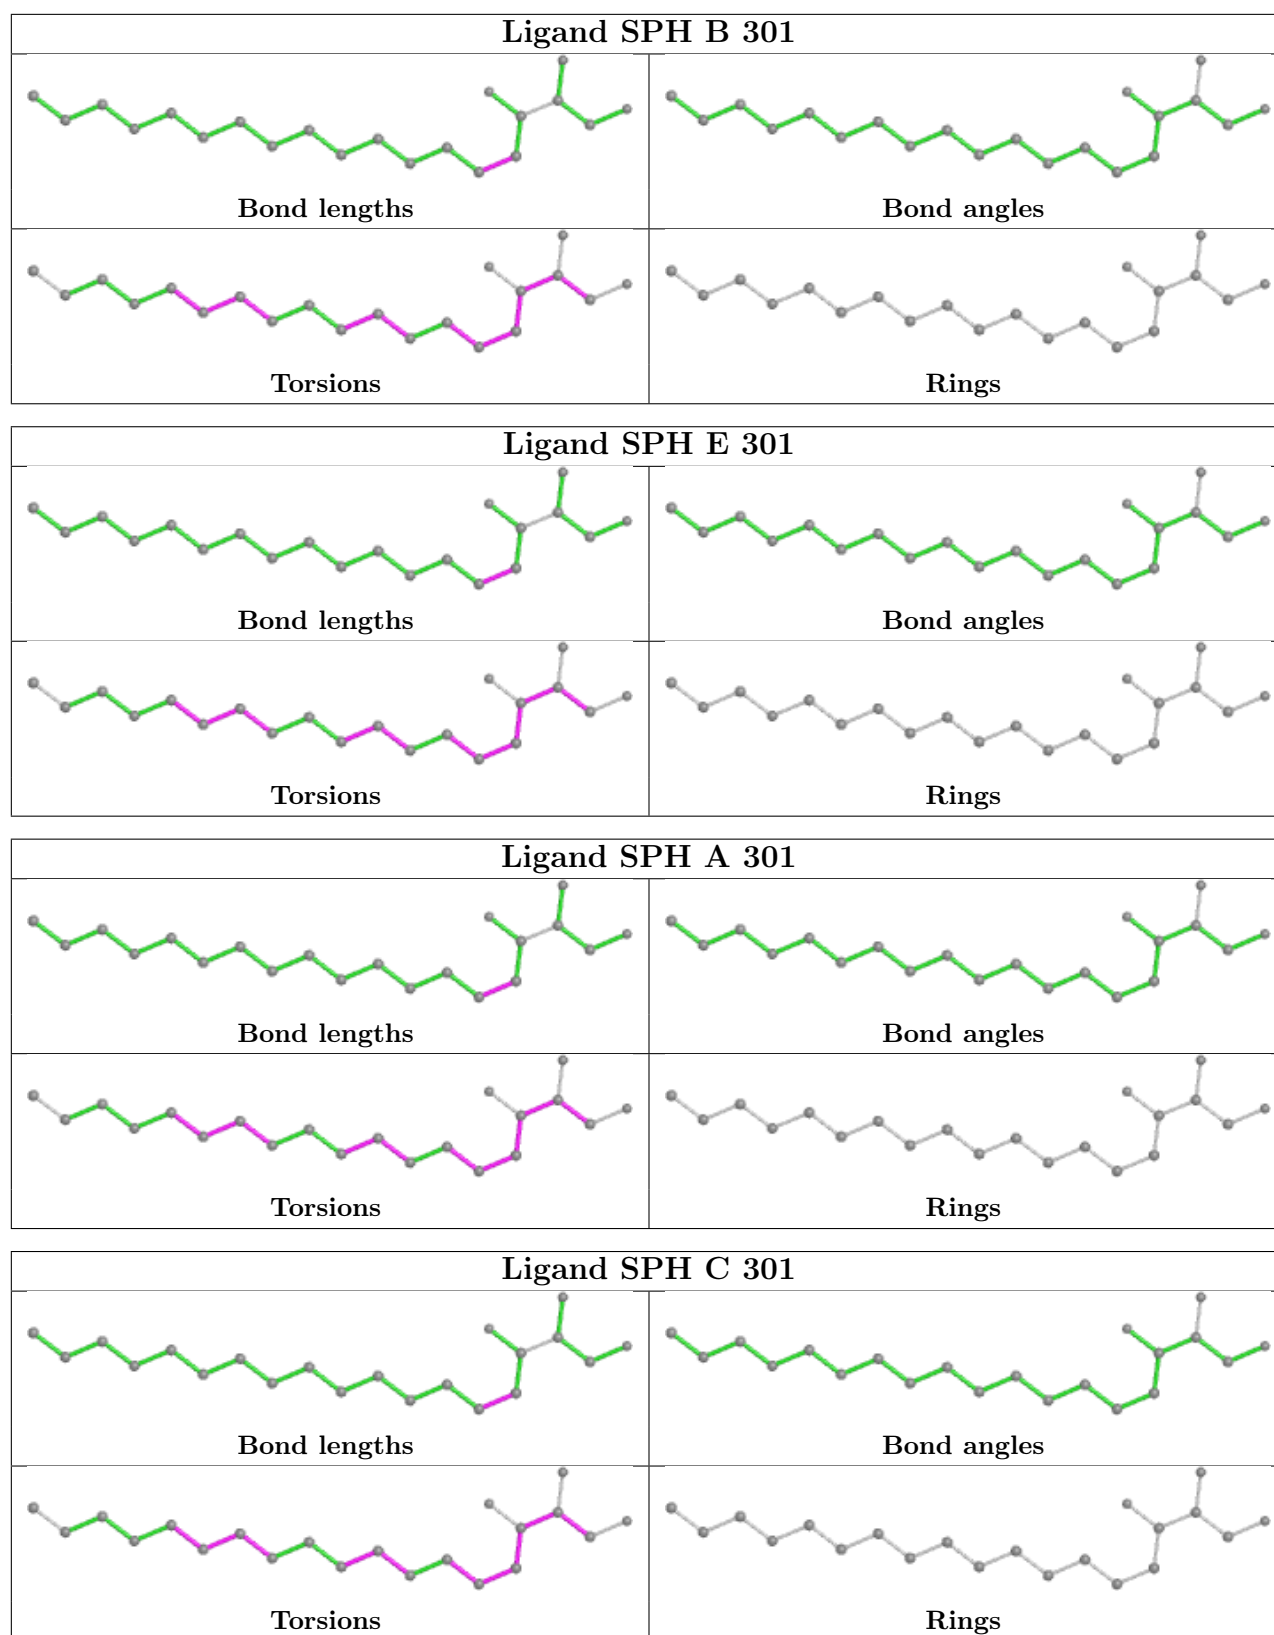 Ligand SPH B 301
Bond lengths
Bond angles
Torsions
Rings
Ligand SPH E 301
Bond lengths
Bond angles
Torsions
Rings
Ligand SPH A 301
Bond lengths
Bond angles
Torsions
Rings
Ligand SPH C 301
Bond lengths
Bond angles
Torsions
Rings